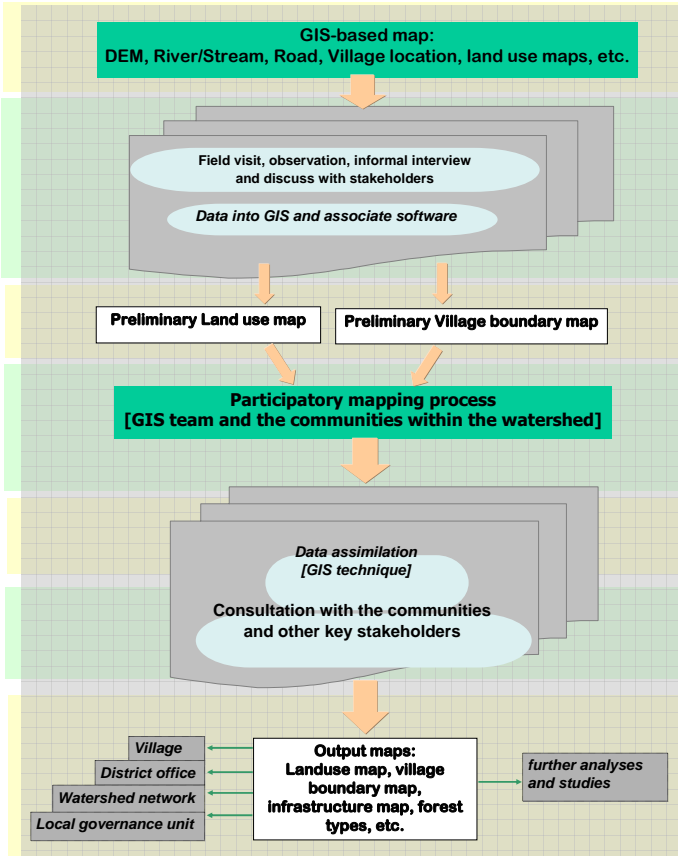 GIS-based map:
DEM, River/Stream, Road, Village location, land use maps, etc.
Field visit, observation, informal interview
and discuss with stakeholders
Data into GIS and associate software
Preliminary Land use map
Preliminary Village boundary map
Participatory mapping process
[GIS team and the communities within the watershed]
Data assimilation
[GIS technique]
Consultation with the communities
and other key stakeholders
Village
District office
Watershed network
Local governance unit
Output maps:
Landuse map, village
boundary map,
infrastructure map, forest
types, etc.
further analyses
and studies